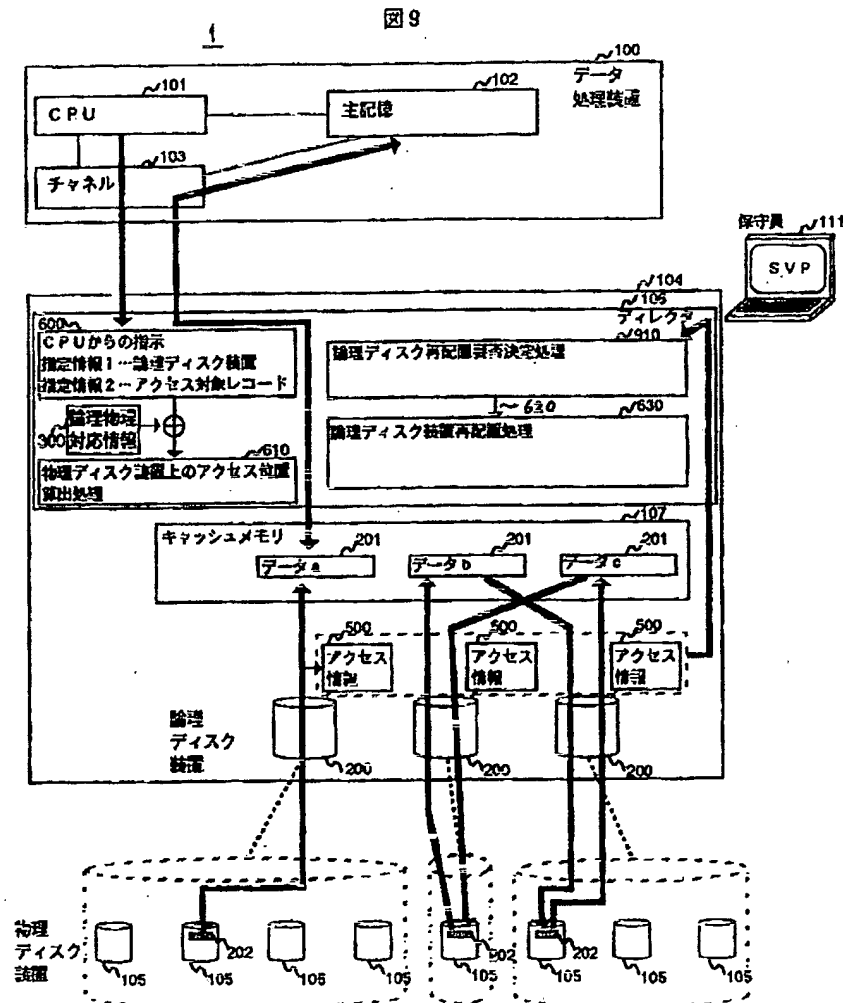 図9
1
100
データ
処理装置
101
CPU
102
主記憶
103
チャネル
保守員
111
SVP
104
106
ディレクタ
600
CPUからの指示
指定情報1…論理ディスク装置
指定情報2…アクセス対象レコード
910
論理ディスク再配置要否決定処理
620
630
論理ディスク装置再配置処理
論理物理
300対応情報
610
物理ディスク装置上のアクセス位置
算出処理
107
キャッシュメモリ
201
データa
201
データb
201
データc
500
アクセス
情報
500
アクセス
情報
500
アクセス
情報
論理
ディスク
装置
200
200
200
物理
ディスク
装置
105
202
105
105
105
202
105
202
105
105
105